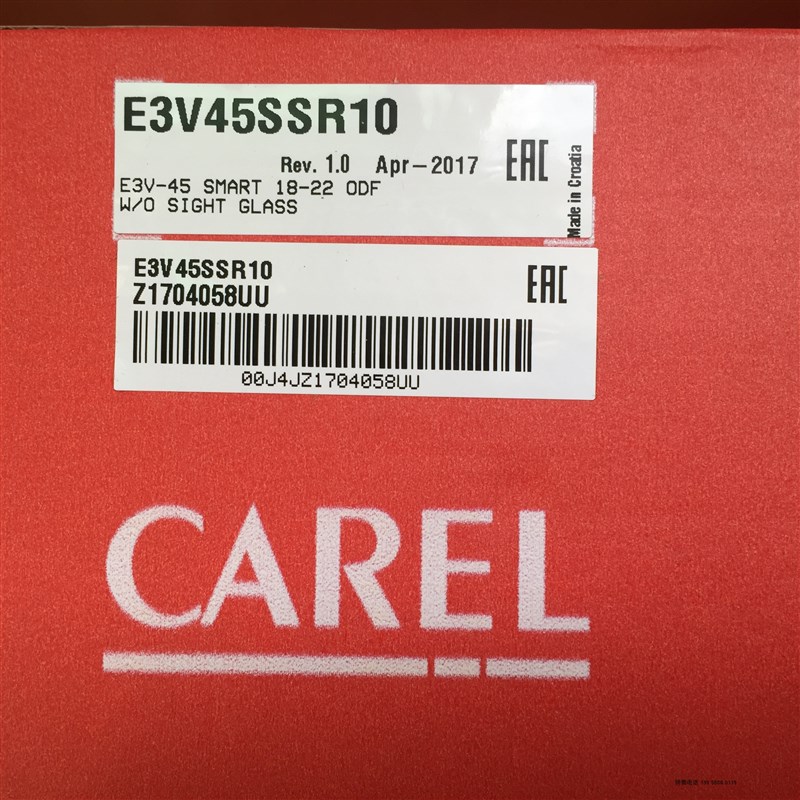 E3V45SSR10
Rev. 1.0 Apr-2017
EAC
E3V-45 SMART 18-22 ODF
W/O SIGHT GLASS
Made in Croatia
E3V45SSR10
Z1704058UU
EAC
00J4JZ1704058UU
CAREL